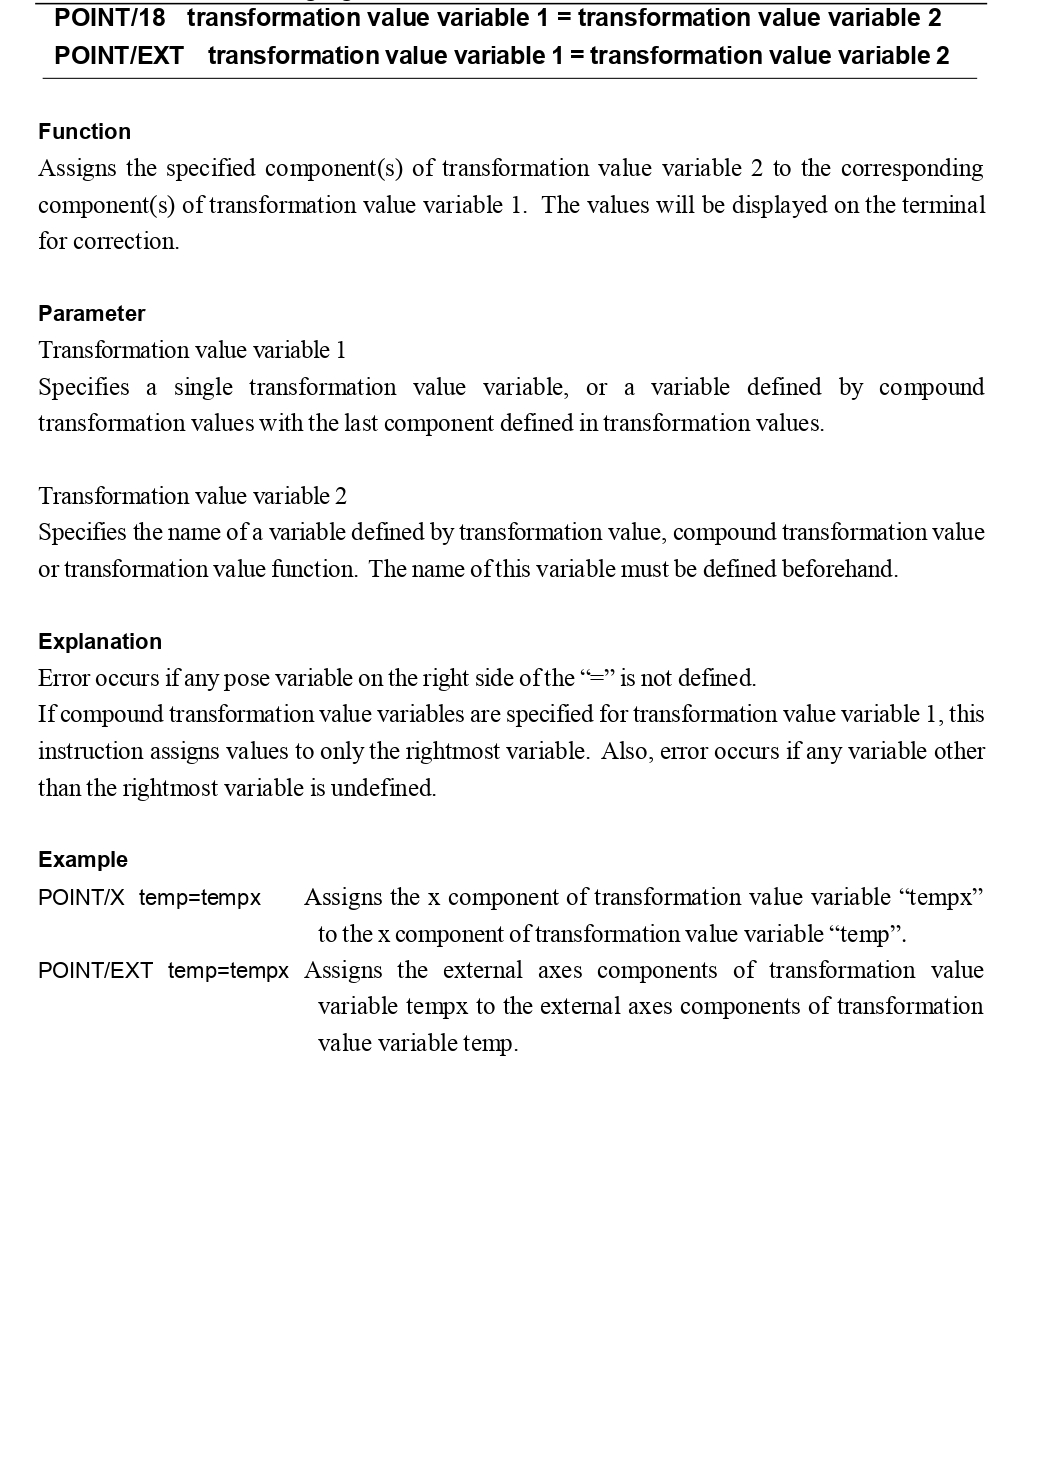 POINT/18 transformation value variable 1 = transformation value variable 2
POINT/EXT transformation value variable 1 = transformation value variable 2
Function
Assigns the specified component(s) of transformation value variable 2 to the corresponding
component(s) of transformation value variable 1. The values will be displayed on the terminal
for correction.
Parameter
Transformation value variable 1
Specifies a single transformation value variable, or a variable defined by compound
transformation values with the last component defined in transformation values.
Transformation value variable 2
Specifies the name of a variable defined by transformation value, compound transformation value
or transformation value function. The name of this variable must be defined beforehand.
Explanation
Error occurs if any pose variable on the right side of the “=” is not defined.
If compound transformation value variables are specified for transformation value variable 1, this
instruction assigns values to only the rightmost variable. Also, error occurs if any variable other
than the rightmost variable is undefined.
Example
POINT/X temp=tempx Assigns the x component of transformation value variable “tempx”
to the x component of transformation value variable “temp”.
POINT/EXT temp=tempx Assigns the external axes components of transformation value
variable tempx to the external axes components of transformation
value variable temp.